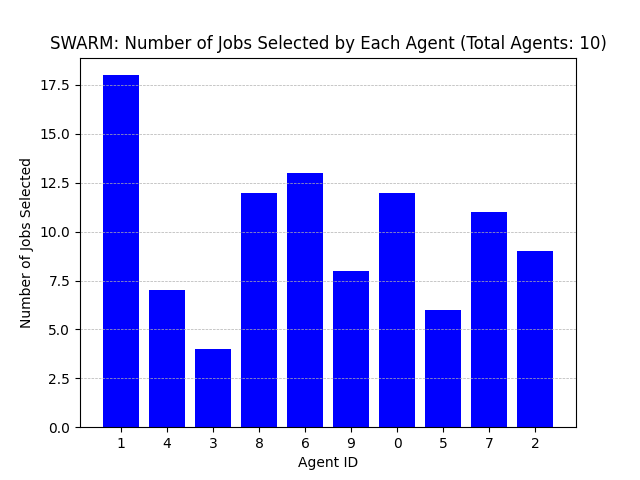 SWARM: Number of Jobs Selected by Each Agent (Total Agents: 10)
Number of Jobs Selected
17.5
15.0
12.5
10.0
7.5
5.0
2.5
0.0
1 4 3 8 6 9 0 5 7 2
Agent ID